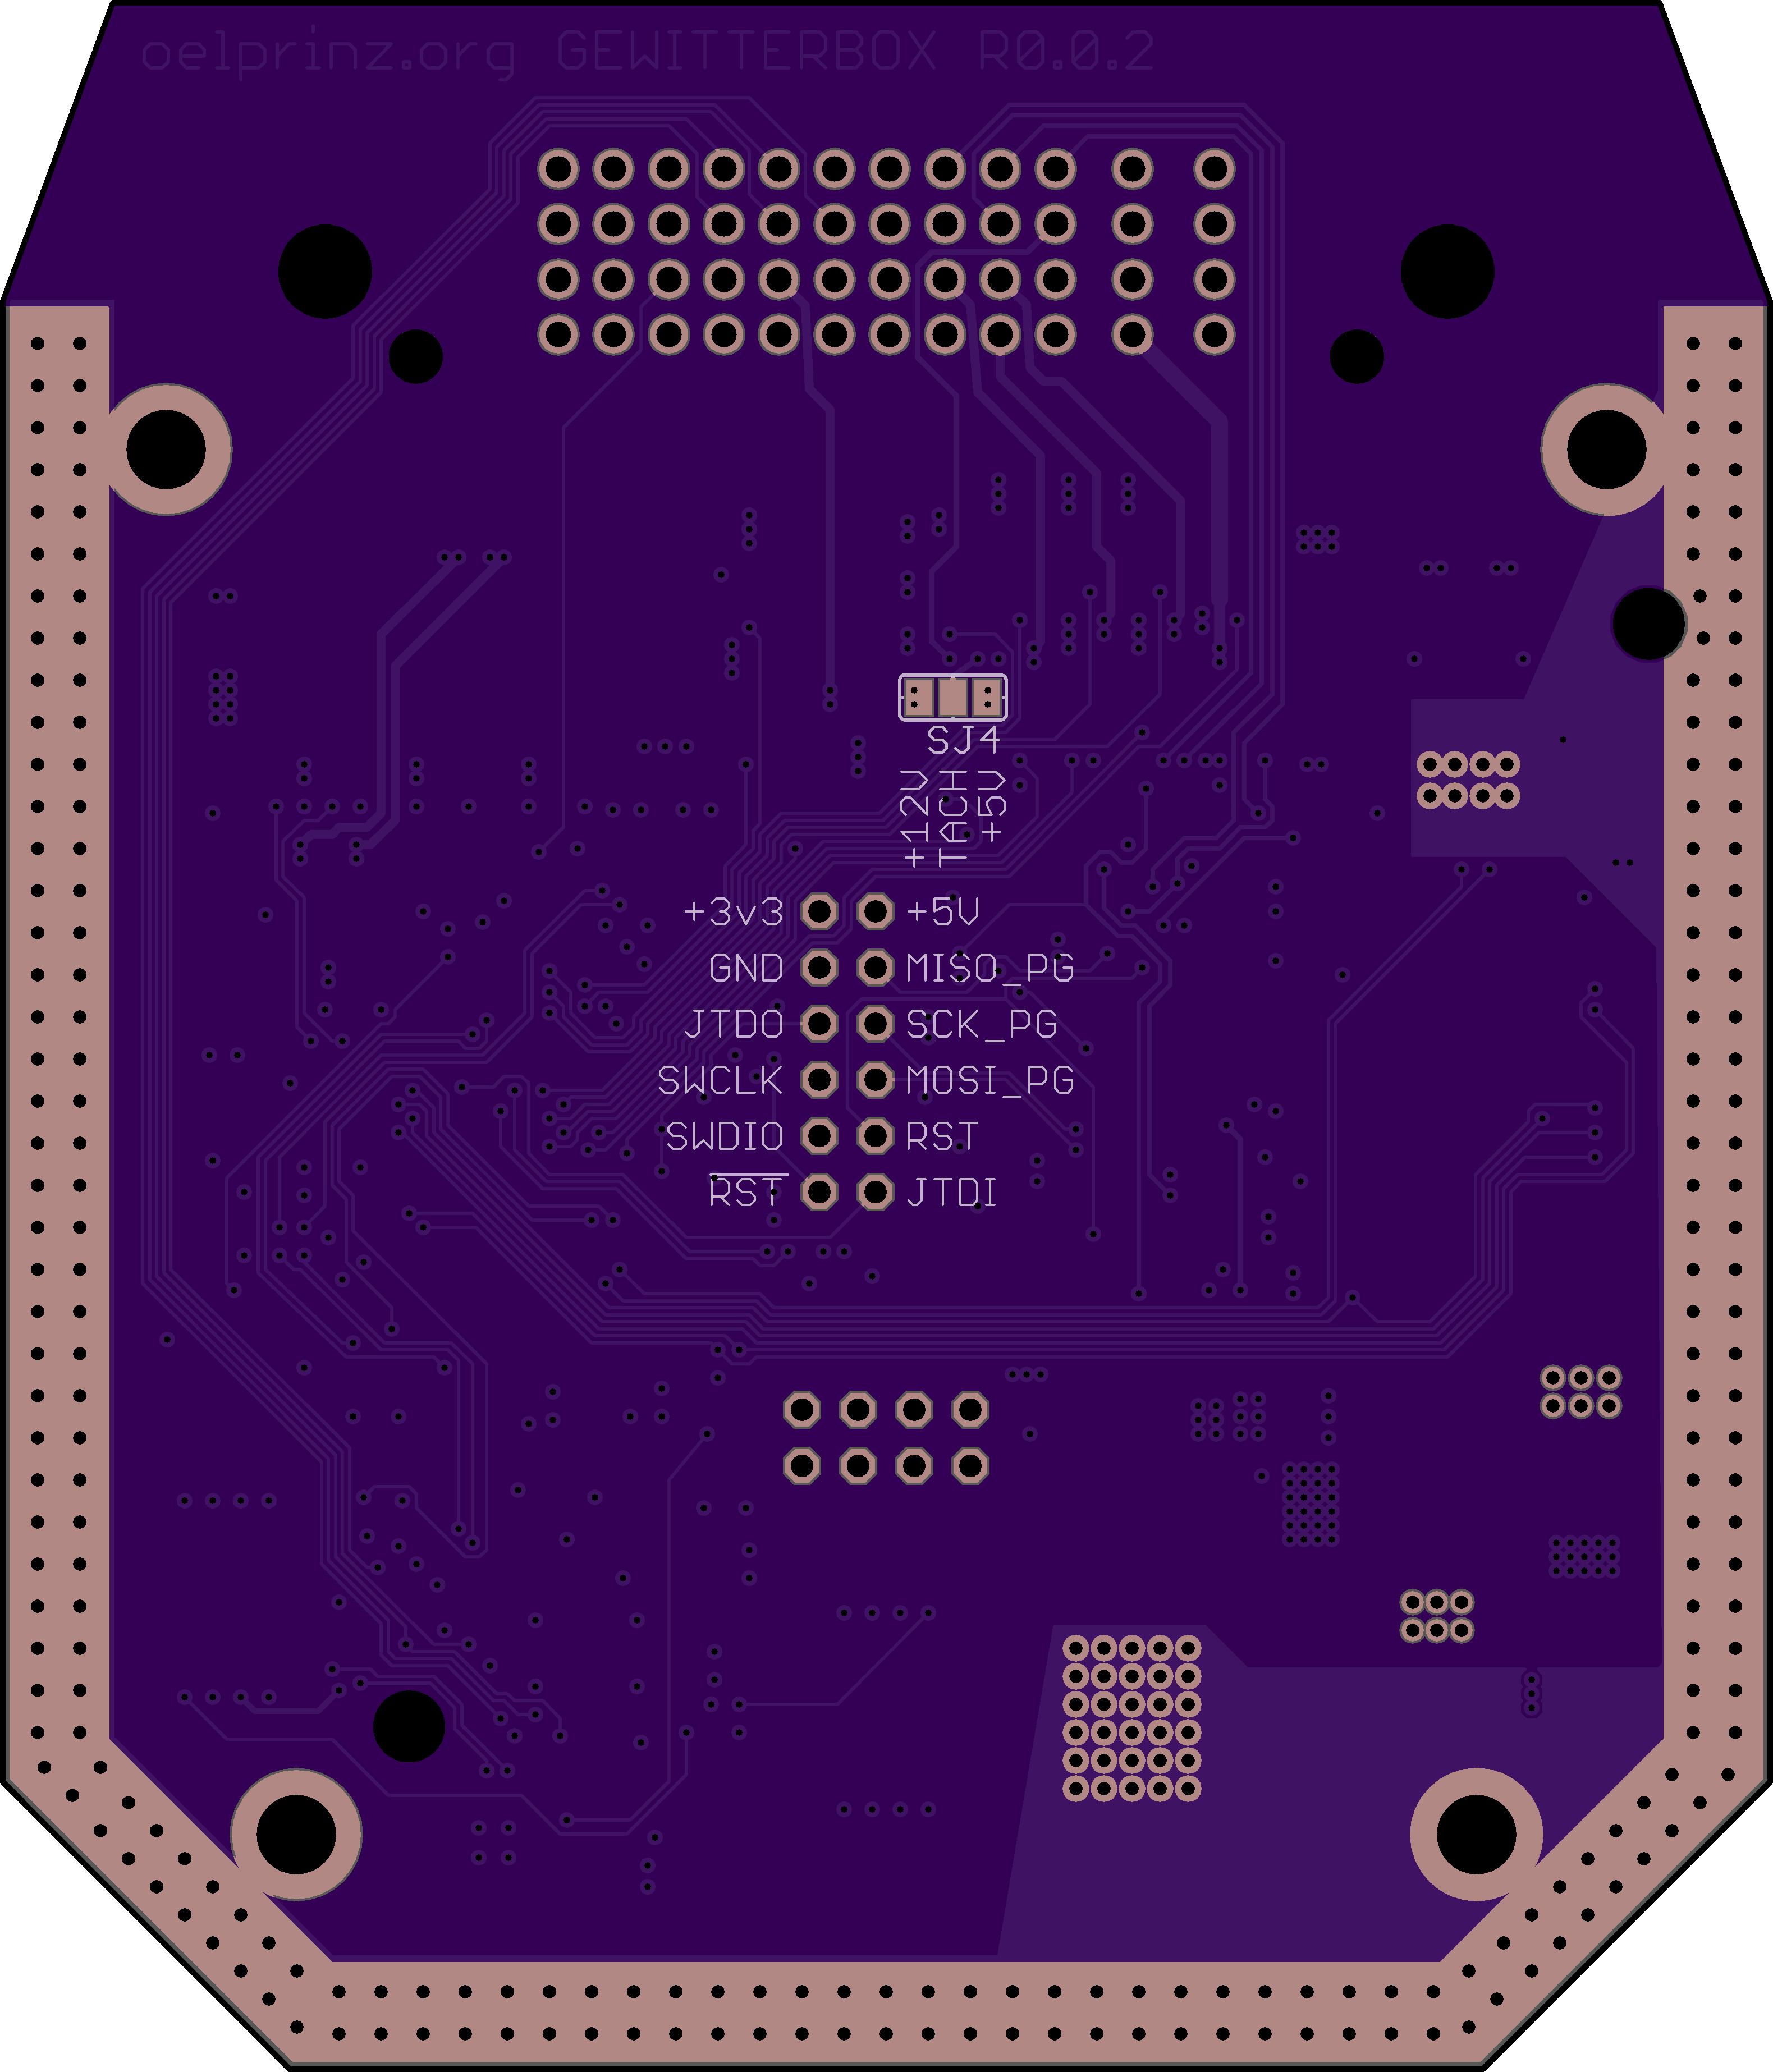 oelprinz.org GEWITTERBOX R0.0.2
SJ4
+12V
TACH
+5V
+3v3 +5V
GND MISO_PG
JTDO SCK_PG
SWCLK MOSI_PG
SWDIO RST
RST JTDI